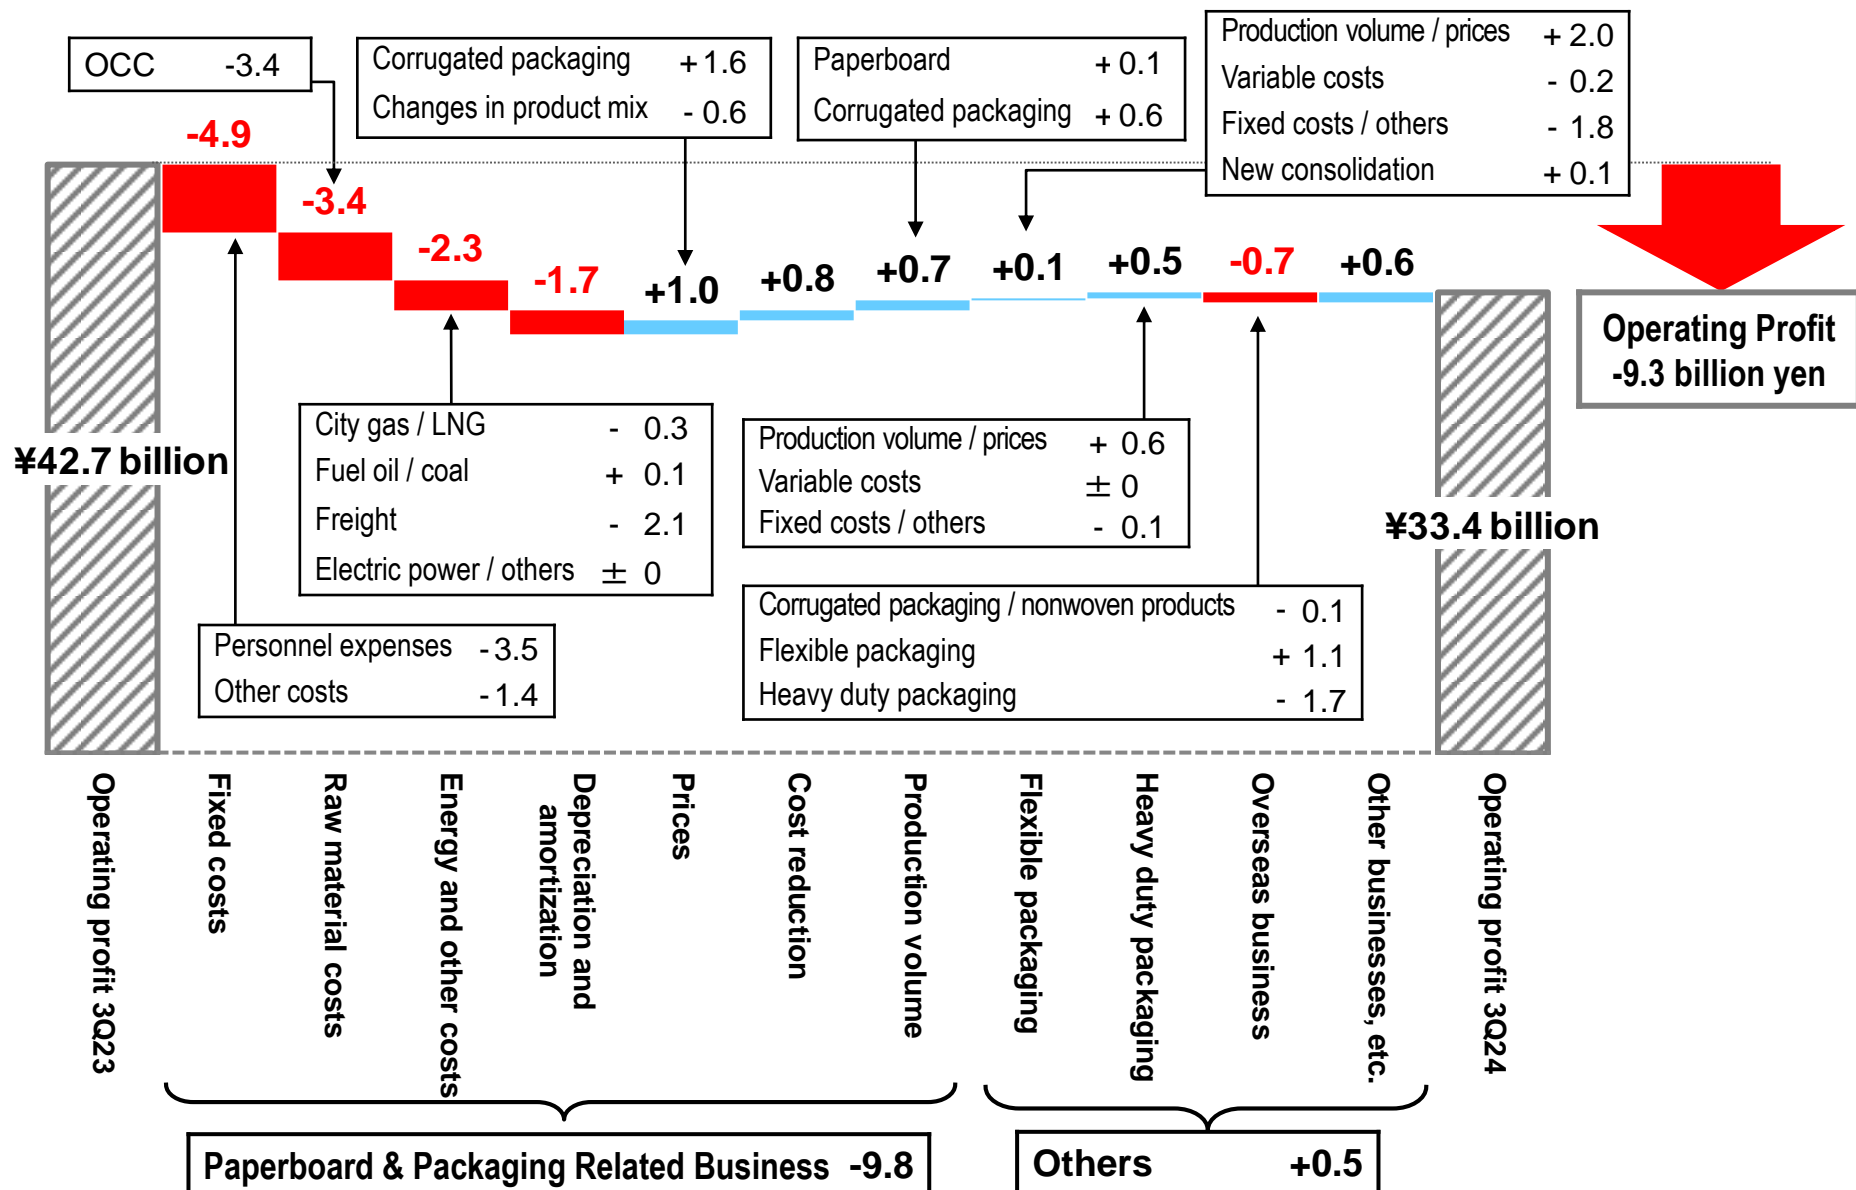 OCC -3.4
Corrugated packaging +1.6
Changes in product mix - 0.6
Paperboard + 0.1
Corrugated packaging + 0.6
Production volume / prices + 2.0
Variable costs - 0.2
Fixed costs / others - 1.8
New consolidation + 0.1
-4.9
-3.4
-2.3
-1.7
+1.0
+0.8
+0.7
+0.1
+0.5
-0.7
+0.6
Operating Profit
-9.3 billion yen
¥42.7 billion
¥33.4 billion
City gas / LNG - 0.3
Fuel oil / coal + 0.1
Freight - 2.1
Electric power / others ± 0
Production volume / prices + 0.6
Variable costs ± 0
Fixed costs / others - 0.1
Personnel expenses -3.5
Other costs -1.4
Corrugated packaging / nonwoven products - 0.1
Flexible packaging + 1.1
Heavy duty packaging - 1.7
Operating profit 3Q23
Fixed costs
Raw material costs
Energy and other costs
Depreciation and
amortization
Prices
Cost reduction
Production volume
Flexible packaging
Heavy duty packaging
Overseas business
Other businesses, etc.
Operating profit 3Q24
Paperboard & Packaging Related Business -9.8
Others +0.5